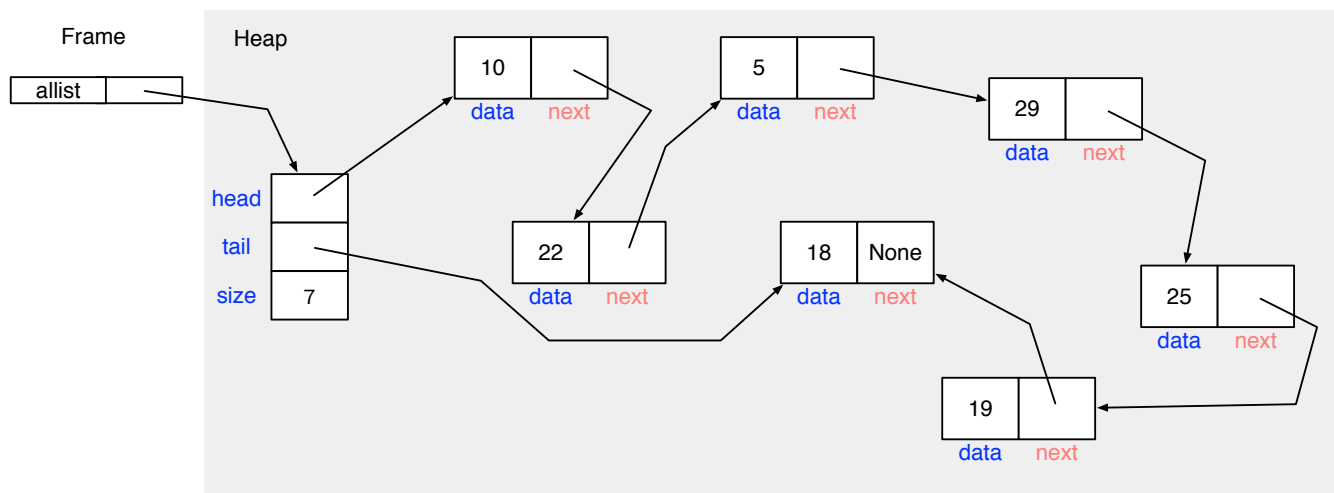 Frame
Heap
allist
10
data next
5
data next
29
data next
head
tail
size 7
22
data next
18 None
data next
25
data next
19
data next